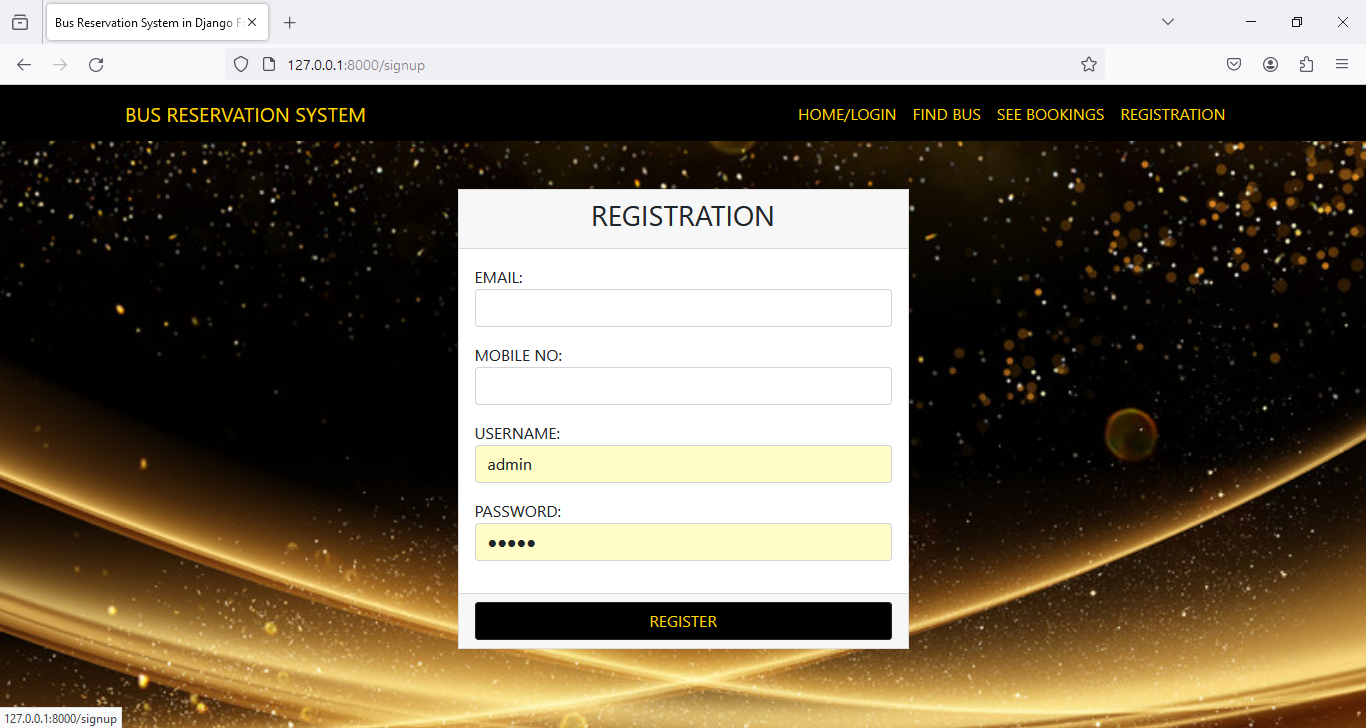 Bus Reservation System in Django F
127.0.0.1:8000/signup
BUS RESERVATION SYSTEM
HOME/LOGIN FIND BUS SEE BOOKINGS REGISTRATION
REGISTRATION
EMAIL:
MOBILE NO:
USERNAME:
admin
PASSWORD:
●●●●●
REGISTER
127.0.0.1:8000/signup